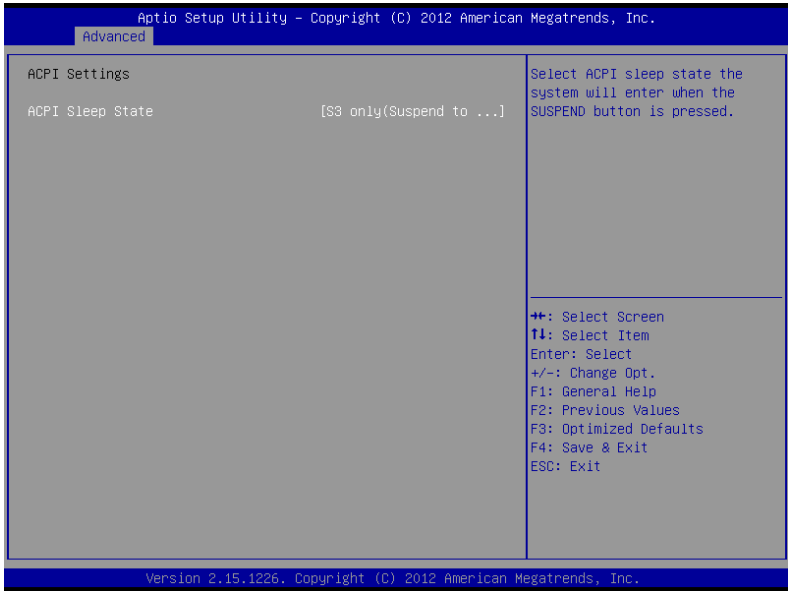 Aptio Setup Utility – Copyright (C) 2012 American Megatrends, Inc.
Advanced
ACPI Settings
ACPI Sleep State [S3 only(Suspend to ...]
Select ACPI sleep state the
system will enter when the
SUSPEND button is pressed.
→←: Select Screen
↑↓: Select Item
Enter: Select
+/-: Change Opt.
F1: General Help
F2: Previous Values
F3: Optimized Defaults
F4: Save & Exit
ESC: Exit
Version 2.15.1226. Copyright (C) 2012 American Megatrends, Inc.